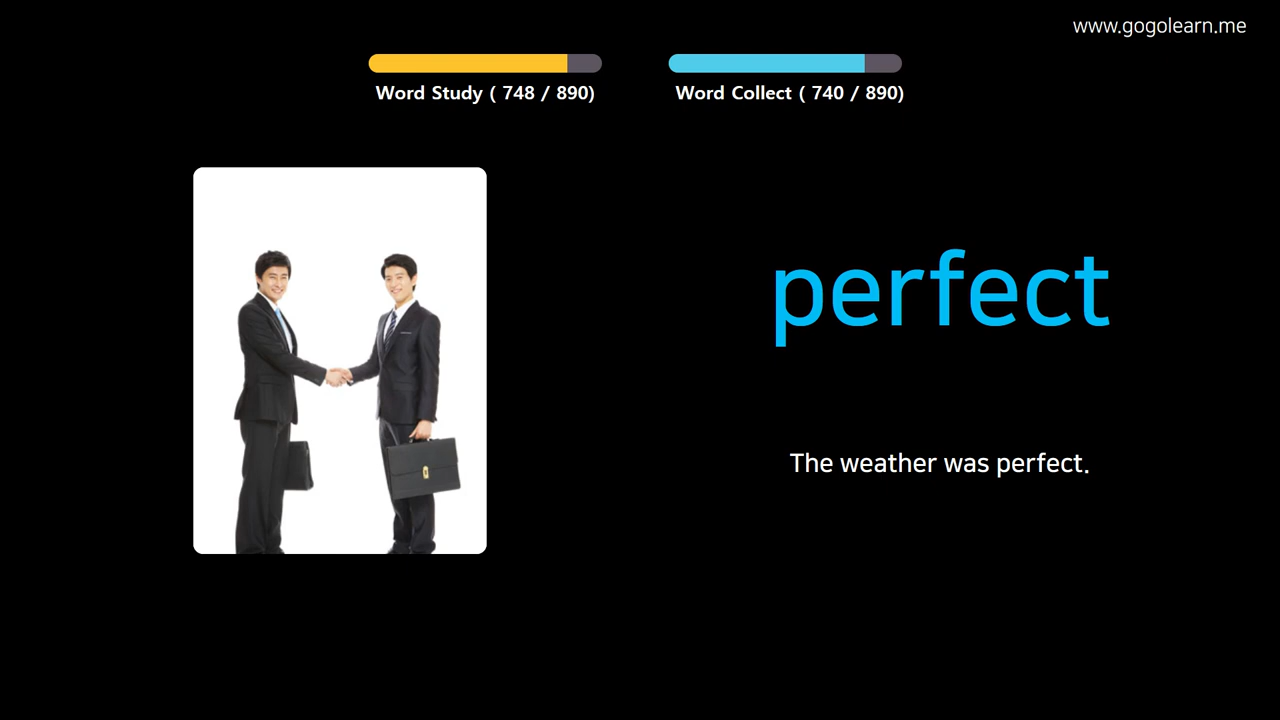 www.gogolearn.me
Word Study ( 748 / 890)
Word Collect ( 740 / 890)
perfect
The weather was perfect.